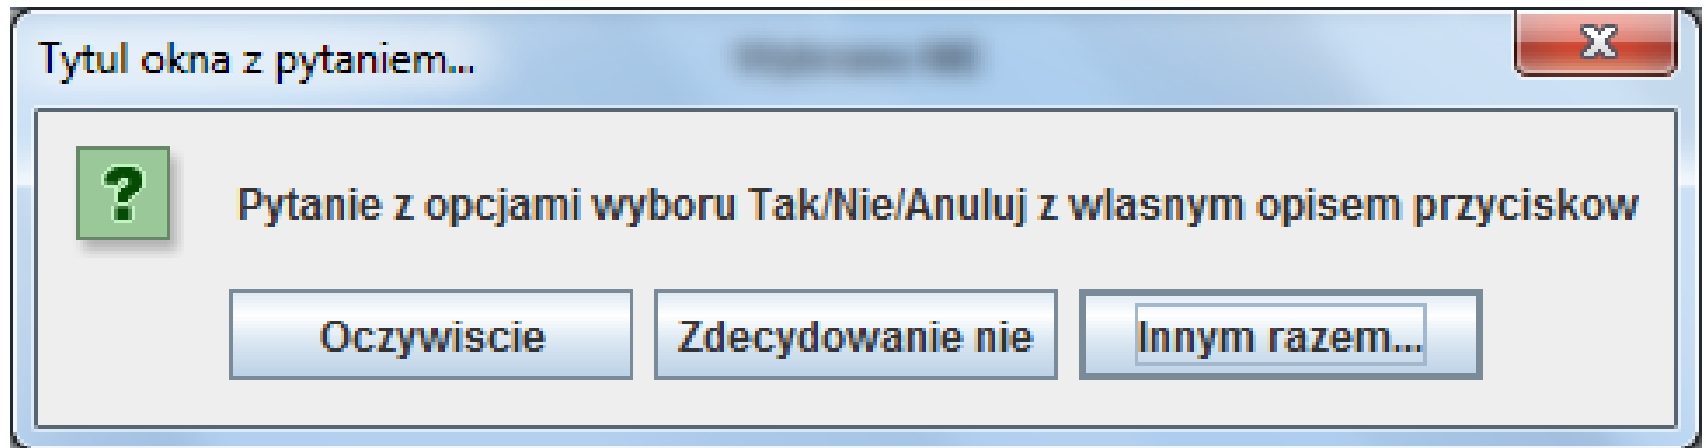 Tytul okna z pytaniem...
?
Pytanie z opcjami wyboru Tak/Nie/Anuluj z wlasnym opisem przyciskow
Oczywiscie Zdecydowanie nie Innym razem...